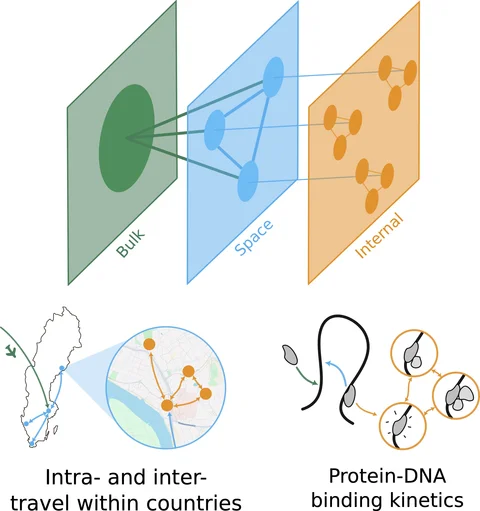 Bulk
Space
Internal
Intra- and inter-
travel within countries
Protein-DNA
binding kinetics